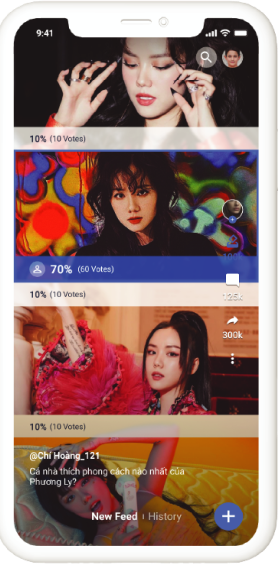 9:41
10% (10 Votes)
70% (60 Votes)
10% (10 Votes)
125k
300k
10% (10 Votes)
@Chí Hoàng_121
Cả nhà thích phong cách nào nhất của
Phương Ly?
New Feed History